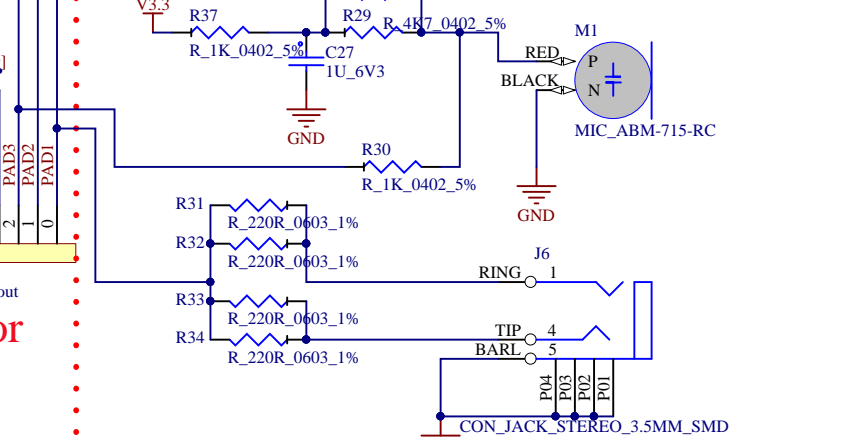 V3.3
R37
R29
R_4K7_0402_5%
R_1K_0402_5%
C27
1U_6V3
GND
M1
RED
P
BLACK
N
MIC_ABM-715-RC
GND
]
PAD3
PAD2
PAD1
2
1
0
R30
R_1K_0402_5%
R31
R_220R_0603_1%
R32
R_220R_0603_1%
R33
R_220R_0603_1%
R34
R_220R_0603_1%
out
or
J6
RING 1
TIP 4
BARL 5
P04
P03
P02
P01
CON_JACK_STEREO_3.5MM_SMD